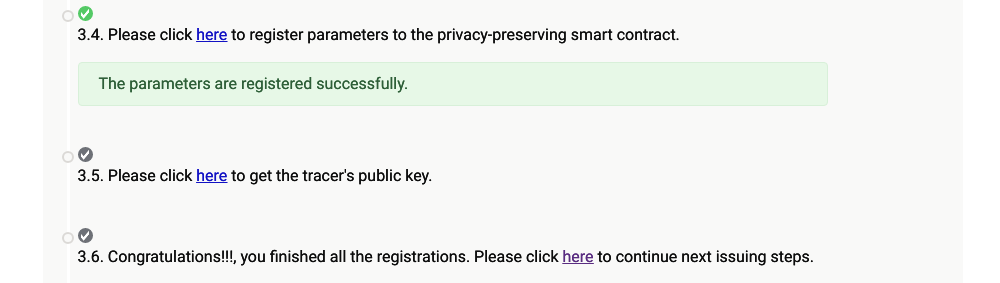 3.4. Please click here to register parameters to the privacy-preserving smart contract.
The parameters are registered successfully.
3.5. Please click here to get the tracer's public key.
3.6. Congratulations!!!, you finished all the registrations. Please click here to continue next issuing steps.